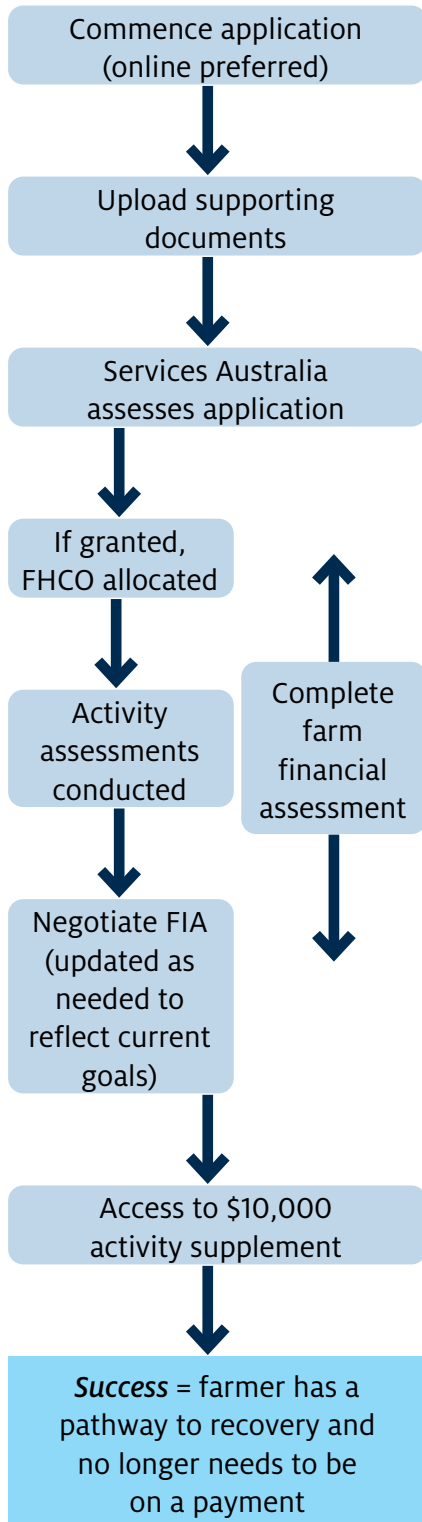 Commence application
(online preferred)
Upload supporting
documents
Services Australia
assesses application
If granted,
FHCO allocated
Activity
assessments
conducted
Complete
farm
financial
assessment
Negotiate FIA
(updated as
needed to
reflect current
goals)
Access to $10,000
activity supplement
Success = farmer has a
pathway to recovery and
no longer needs to be
on a payment